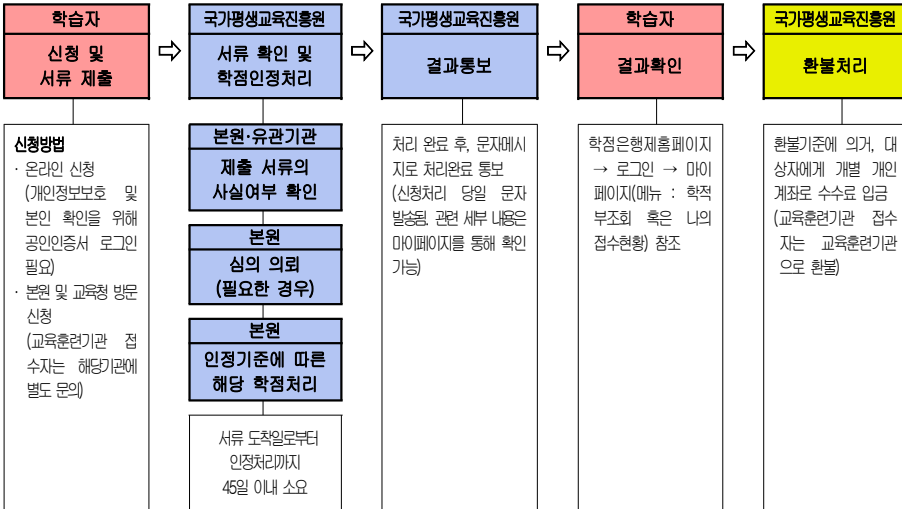 학습자
신청 및
서류 제출
국가평생교육진흥원
서류 확인 및
학점인정처리
국가평생교육진흥원
결과통보
학습자
결과확인
국가평생교육진흥원
환불처리
신청방법
· 온라인 신청
(개인정보보호 및
본인 확인을 위해
공인인증서 로그인
필요)
· 본원 및 교육청 방문
신청
(교육훈련기관 접
수자는 해당기관에
별도 문의)
본원·유관기관
제출 서류의
사실여부 확인
본원
심의 의뢰
(필요한 경우)
본원
인정기준에 따른
해당 학점처리
서류 도착일로부터
인정처리까지
45일 이내 소요
처리 완료 후, 문자메시
지로 처리완료 통보
(신청처리 당일 문자
발송됨. 관련 세부 내용은
마이페이지를 통해 확인
가능)
학점은행제홈페이지
→ 로그인 → 마이
페이지(메뉴 : 학적
부조회 혹은 나의
접수현황) 참조
환불기준에 의거, 대
상자에게 개별 개인
계좌로 수수료 입금
(교육훈련기관 접수
자는 교육훈련기관
으로 환불)